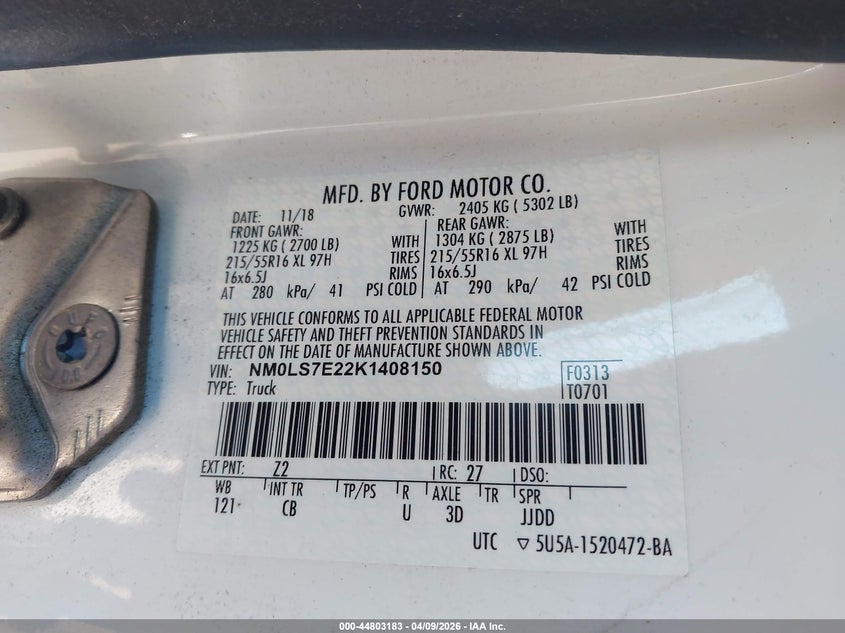 MFD. BY FORD MOTOR CO.
DATE: 11/18 GVWR: 2405 KG ( 5302 LB)
FRONT GAWR: REAR GAWR:
1225 KG ( 2700 LB) WITH 1304 KG ( 2875 LB) WITH
215/55R16 XL 97H TIRES 215/55R16 XL 97H TIRES
16x6.5J RIMS 16x6.5J RIMS
AT 280 kPa/ 41 PSI COLD AT 290 kPa/ 42 PSI COLD
THIS VEHICLE CONFORMS TO ALL APPLICABLE FEDERAL MOTOR
VEHICLE SAFETY AND THEFT PREVENTION STANDARDS IN
EFFECT ON THE DATE OF MANUFACTURE SHOWN ABOVE.
VIN: NM0LS7E22K1408150 F0313
TYPE: Truck T0701
EXT PNT: Z2 RC: 27 DSO:
WB INT TR TP/PS R AXLE TR SPR
121 CB U 3D JJDD
UTC ▽ 5U5A-1520472-BA
000-44803183 - 04/09/2026 - IAA Inc.